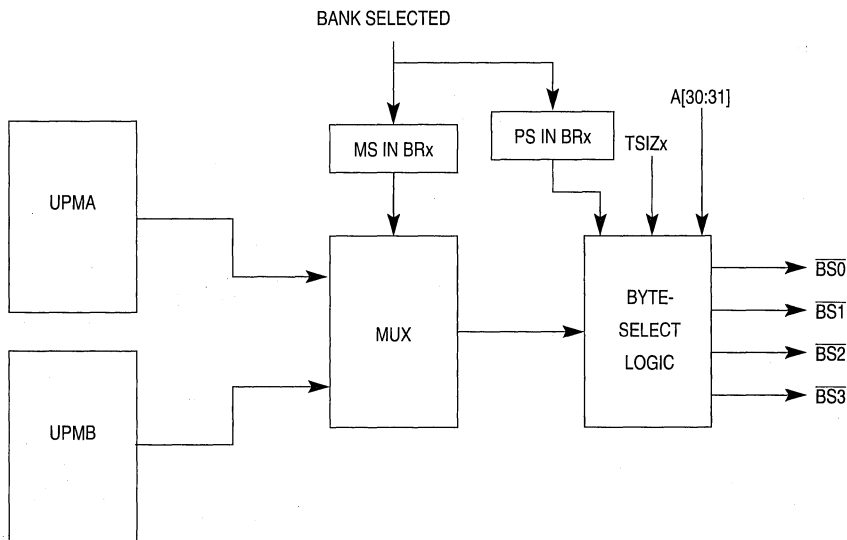 BANK SELECTED
A[30:31]
MS IN BRx
PS IN BRx
TSIZx
UPMA
MUX
BYTE-
SELECT
LOGIC
BS0
BS1
BS2
BS3
UPMB